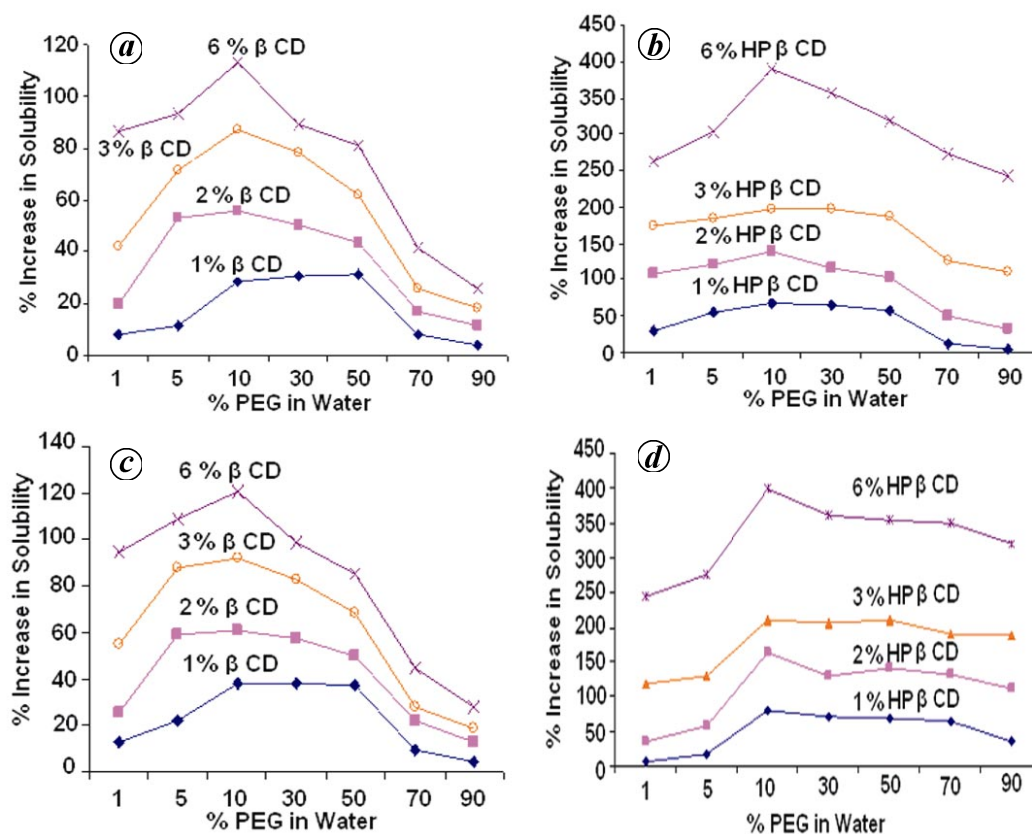 a
6 % β CD
3% β CD
2% β CD
1% β CD
% Increase in Solubility
120
100
80
60
40
20
0
1 5 10 30 50 70 90
% PEG in Water
b
6% HP β CD
3% HP β CD
2% HP β CD
1% HP β CD
% Increase in Solubility
450
400
350
300
250
200
150
100
50
0
1 5 10 30 50 70 90
% PEG in Water
c
6 % β CD
3% β CD
2% β CD
1% β CD
% Increase in Solubility
140
120
100
80
60
40
20
0
1 5 10 30 50 70 90
% PEG in Water
d
6% HP β CD
3% HP β CD
2% HP β CD
1% HP β CD
% Increase in Solubility
450
400
350
300
250
200
150
100
50
0
1 5 10 30 50 70 90
% PEG in Water